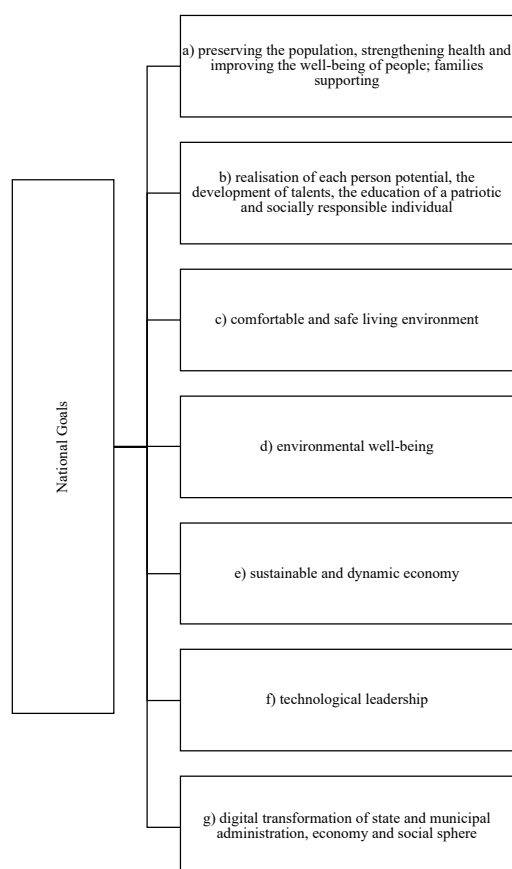 National Goals
a) preserving the population, strengthening health and
improving the well-being of people; families
supporting
b) realisation of each person potential, the
development of talents, the education of a patriotic
and socially responsible individual
c) comfortable and safe living environment
d) environmental well-being
e) sustainable and dynamic economy
f) technological leadership
g) digital transformation of state and municipal
administration, economy and social sphere